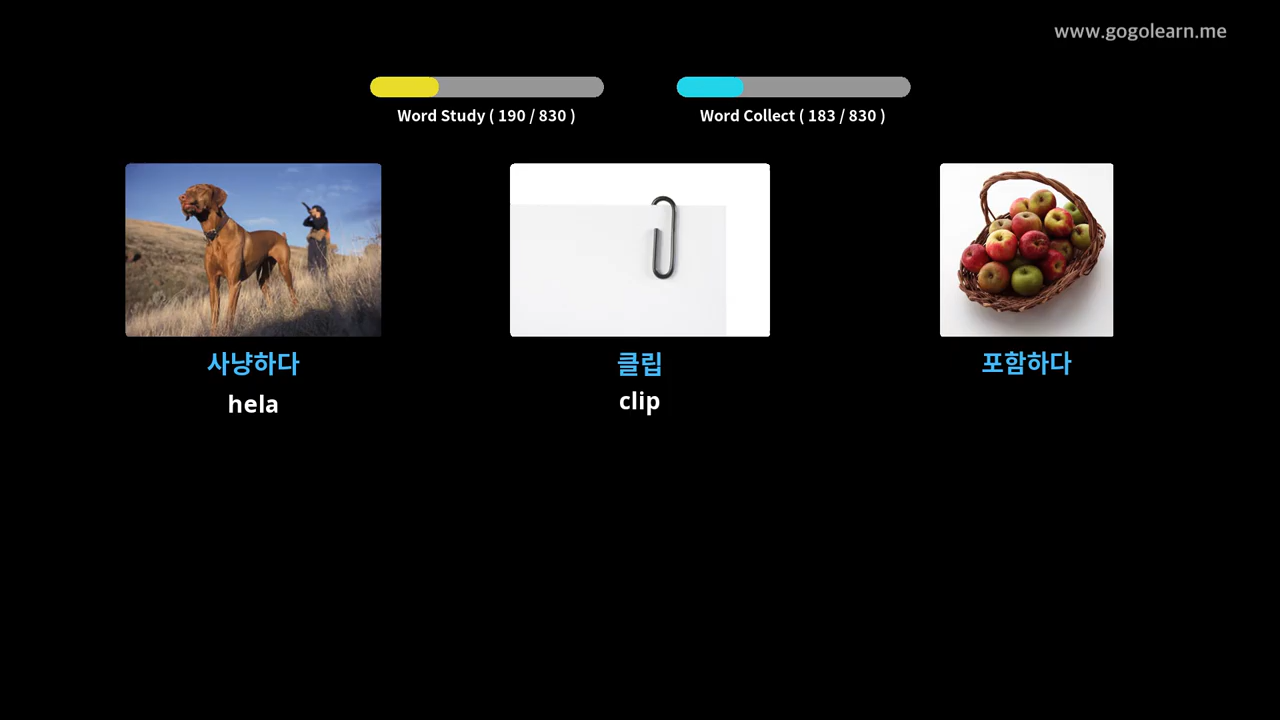 www.gogolearn.me
Word Study ( 190 / 830 )
Word Collect ( 183 / 830 )
사냥하다
클립
포함하다
hela
clip